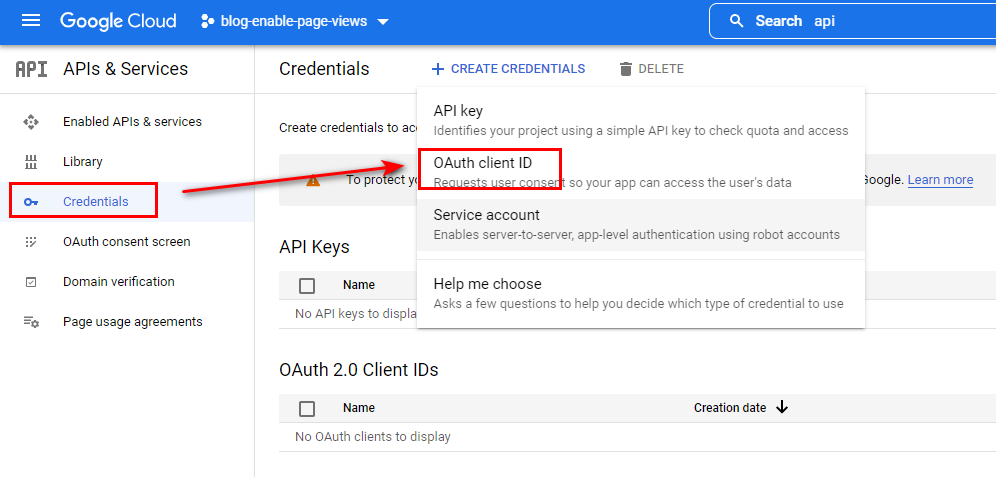 Google Cloud
blog-enable-page-views
Search api
API APIs & Services
Enabled APIs & services
Library
Credentials
OAuth consent screen
Domain verification
Page usage agreements
Credentials
CREATE CREDENTIALS
DELETE
Create credentials to
API key
Identifies your project using a simple API key to check quota and access
OAuth client ID
Requests user consent so your app can access the user's data
Service account
Enables server-to-server, app-level authentication using robot accounts
Help me choose
Asks a few questions to help you decide which type of credential to use
To protect
Google. Learn more
API Keys
Name
No API keys to
OAuth 2.0 Client IDs
Name Creation date
No OAuth clients to display